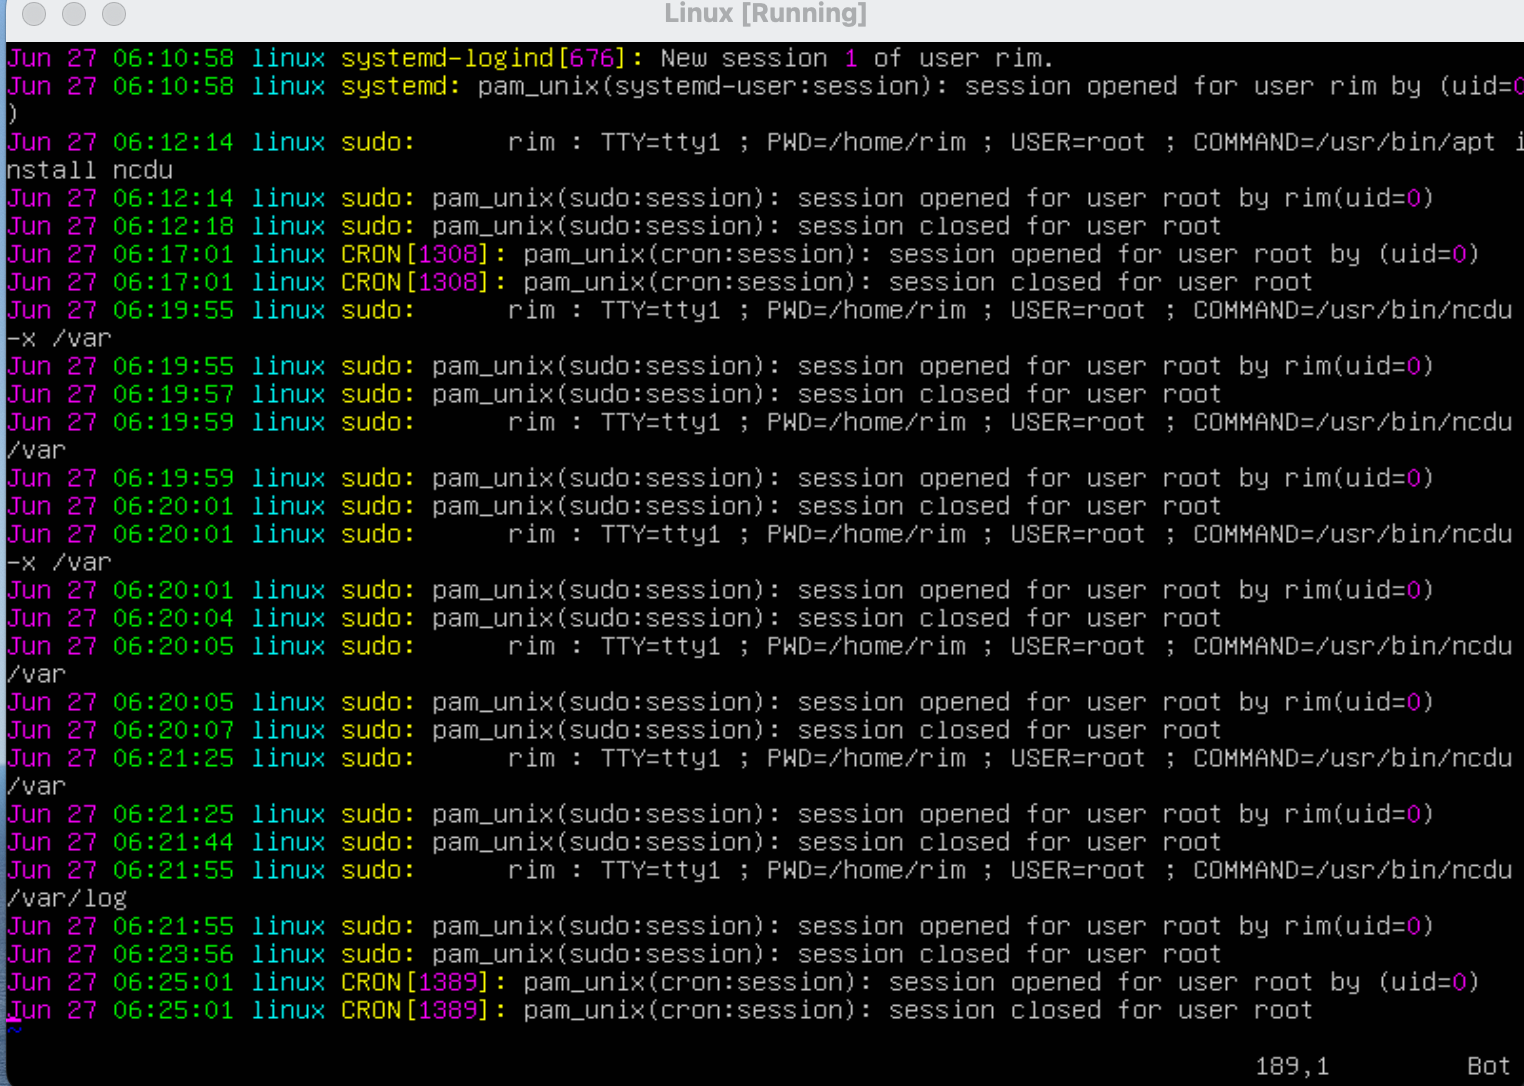 Linux [Running]
Jun 27 06:10:58 linux systemd-logind[676]: New session 1 of user rim.
Jun 27 06:10:58 linux systemd: pam_unix(systemd-user:session): session opened for user rim by (uid=0
)
Jun 27 06:12:14 linux sudo:      rim : TTY=tty1 ; PWD=/home/rim ; USER=root ; COMMAND=/usr/bin/apt i
nstall ncdu
Jun 27 06:12:14 linux sudo: pam_unix(sudo:session): session opened for user root by rim(uid=0)
Jun 27 06:12:18 linux sudo: pam_unix(sudo:session): session closed for user root
Jun 27 06:17:01 linux CRON[1308]: pam_unix(cron:session): session opened for user root by (uid=0)
Jun 27 06:17:01 linux CRON[1308]: pam_unix(cron:session): session closed for user root
Jun 27 06:19:55 linux sudo:      rim : TTY=tty1 ; PWD=/home/rim ; USER=root ; COMMAND=/usr/bin/ncdu
-x /var
Jun 27 06:19:55 linux sudo: pam_unix(sudo:session): session opened for user root by rim(uid=0)
Jun 27 06:19:57 linux sudo: pam_unix(sudo:session): session closed for user root
Jun 27 06:19:59 linux sudo:      rim : TTY=tty1 ; PWD=/home/rim ; USER=root ; COMMAND=/usr/bin/ncdu
/var
Jun 27 06:19:59 linux sudo: pam_unix(sudo:session): session opened for user root by rim(uid=0)
Jun 27 06:20:01 linux sudo: pam_unix(sudo:session): session closed for user root
Jun 27 06:20:01 linux sudo:      rim : TTY=tty1 ; PWD=/home/rim ; USER=root ; COMMAND=/usr/bin/ncdu
-x /var
Jun 27 06:20:01 linux sudo: pam_unix(sudo:session): session opened for user root by rim(uid=0)
Jun 27 06:20:04 linux sudo: pam_unix(sudo:session): session closed for user root
Jun 27 06:20:05 linux sudo:      rim : TTY=tty1 ; PWD=/home/rim ; USER=root ; COMMAND=/usr/bin/ncdu
/var
Jun 27 06:20:05 linux sudo: pam_unix(sudo:session): session opened for user root by rim(uid=0)
Jun 27 06:20:07 linux sudo: pam_unix(sudo:session): session closed for user root
Jun 27 06:21:25 linux sudo:      rim : TTY=tty1 ; PWD=/home/rim ; USER=root ; COMMAND=/usr/bin/ncdu
/var
Jun 27 06:21:25 linux sudo: pam_unix(sudo:session): session opened for user root by rim(uid=0)
Jun 27 06:21:44 linux sudo: pam_unix(sudo:session): session closed for user root
Jun 27 06:21:55 linux sudo:      rim : TTY=tty1 ; PWD=/home/rim ; USER=root ; COMMAND=/usr/bin/ncdu
/var/log
Jun 27 06:21:55 linux sudo: pam_unix(sudo:session): session opened for user root by rim(uid=0)
Jun 27 06:23:56 linux sudo: pam_unix(sudo:session): session closed for user root
Jun 27 06:25:01 linux CRON[1389]: pam_unix(cron:session): session opened for user root by (uid=0)
Jun 27 06:25:01 linux CRON[1389]: pam_unix(cron:session): session closed for user root
~
189,1 Bot